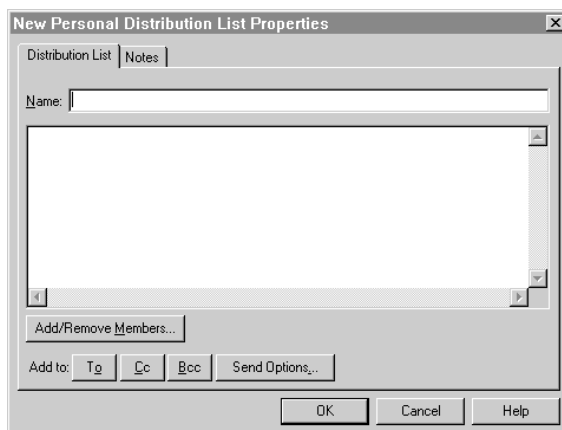 New Personal Distribution List Properties
Distribution List Notes
Name:
Add/Remove Members...
Add to: To Cc Bcc Send Options...
OK Cancel Help